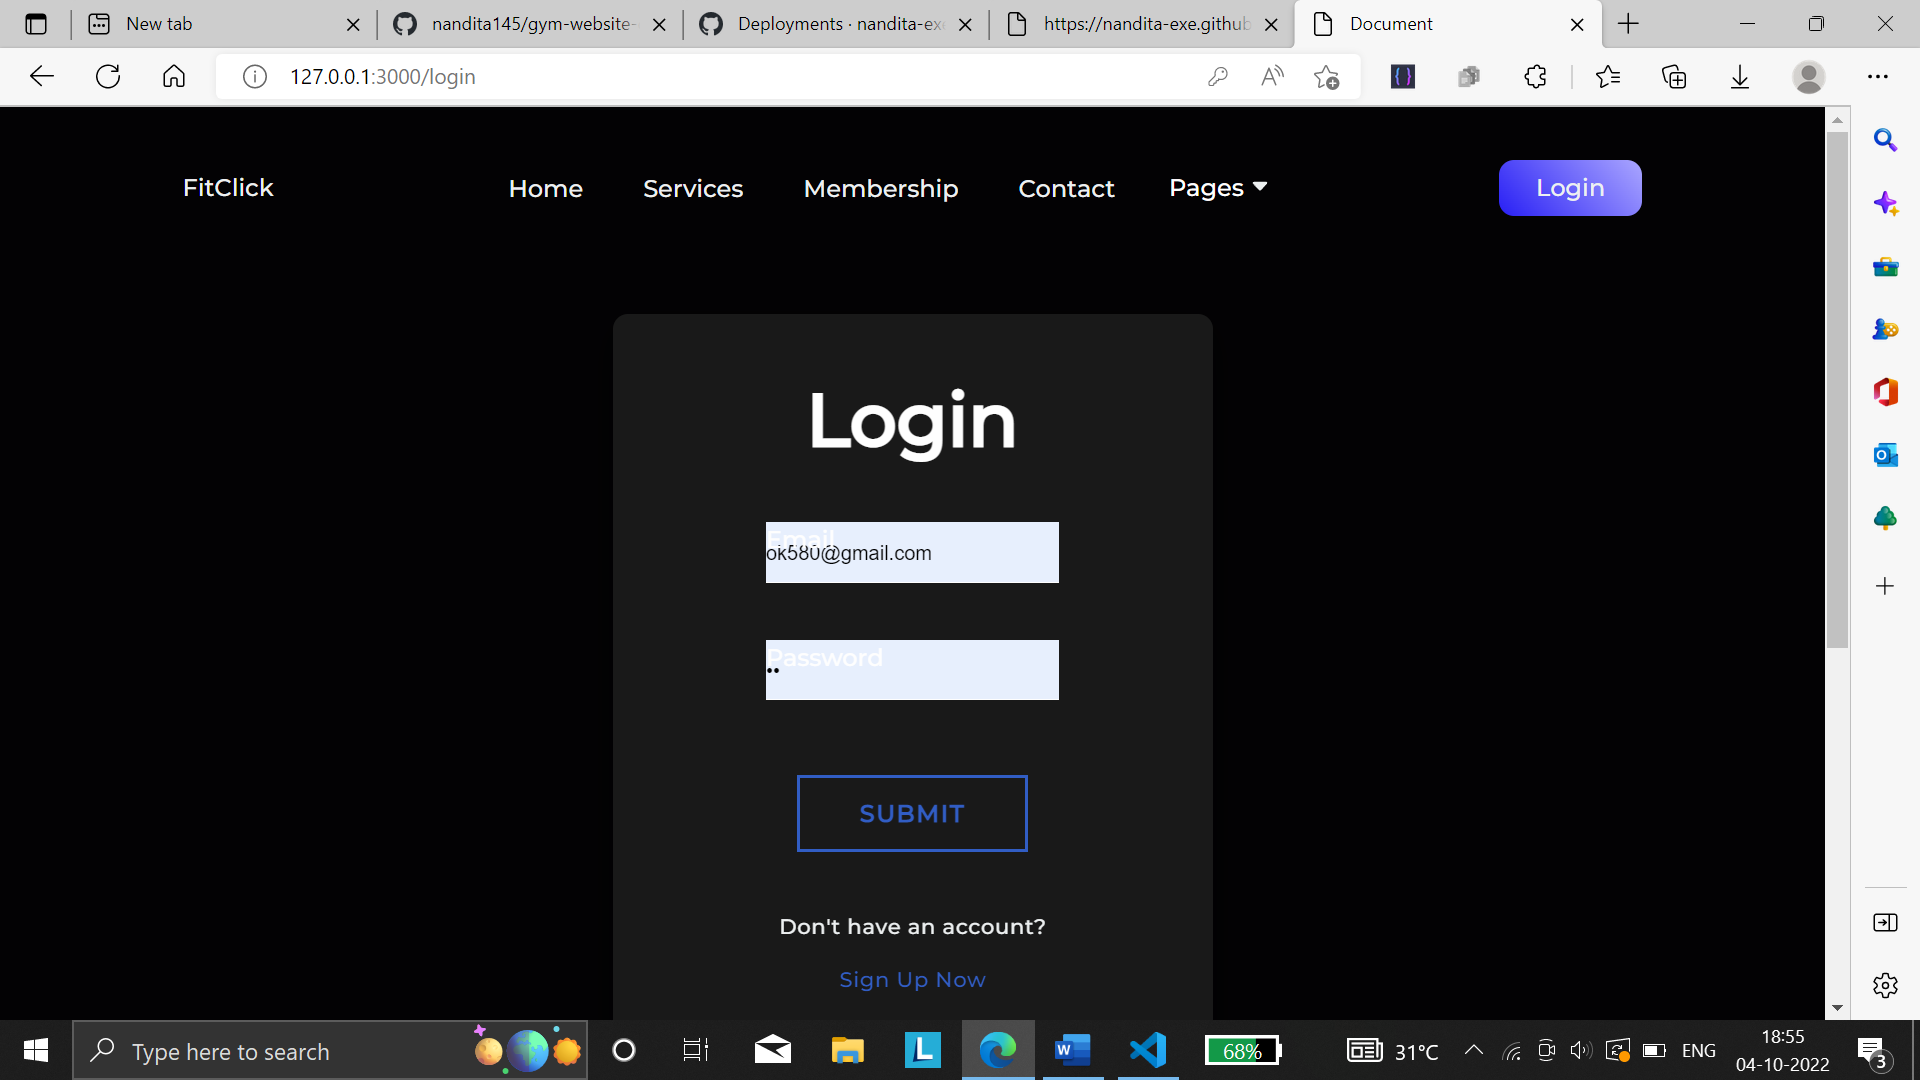 New tab
nandita145/gym-website-
Deployments · nandita-exe
https://nandita-exe.github
Document
127.0.0.1:3000/login
FitClick
Home
Services
Membership
Contact
Pages
Login
Login
Email
ok580@gmail.com
Password
SUBMIT
Don't have an account?
Sign Up Now
Type here to search
68%
31°C
ENG
18:55
04-10-2022
3